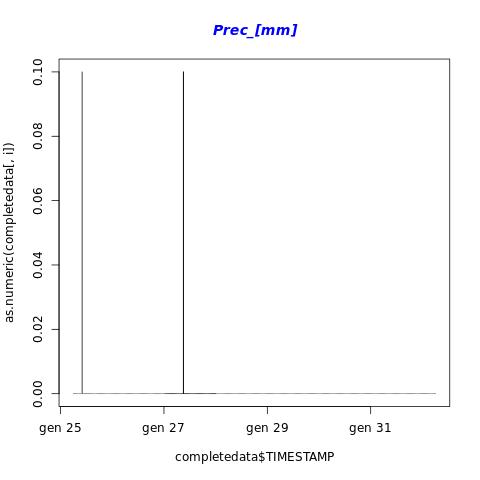 Prec_[mm]
as.numeric(completedata[, i])
0.10
0.08
0.06
0.04
0.02
0.00
gen 25
gen 27
gen 29
gen 31
completedata$TIMESTAMP